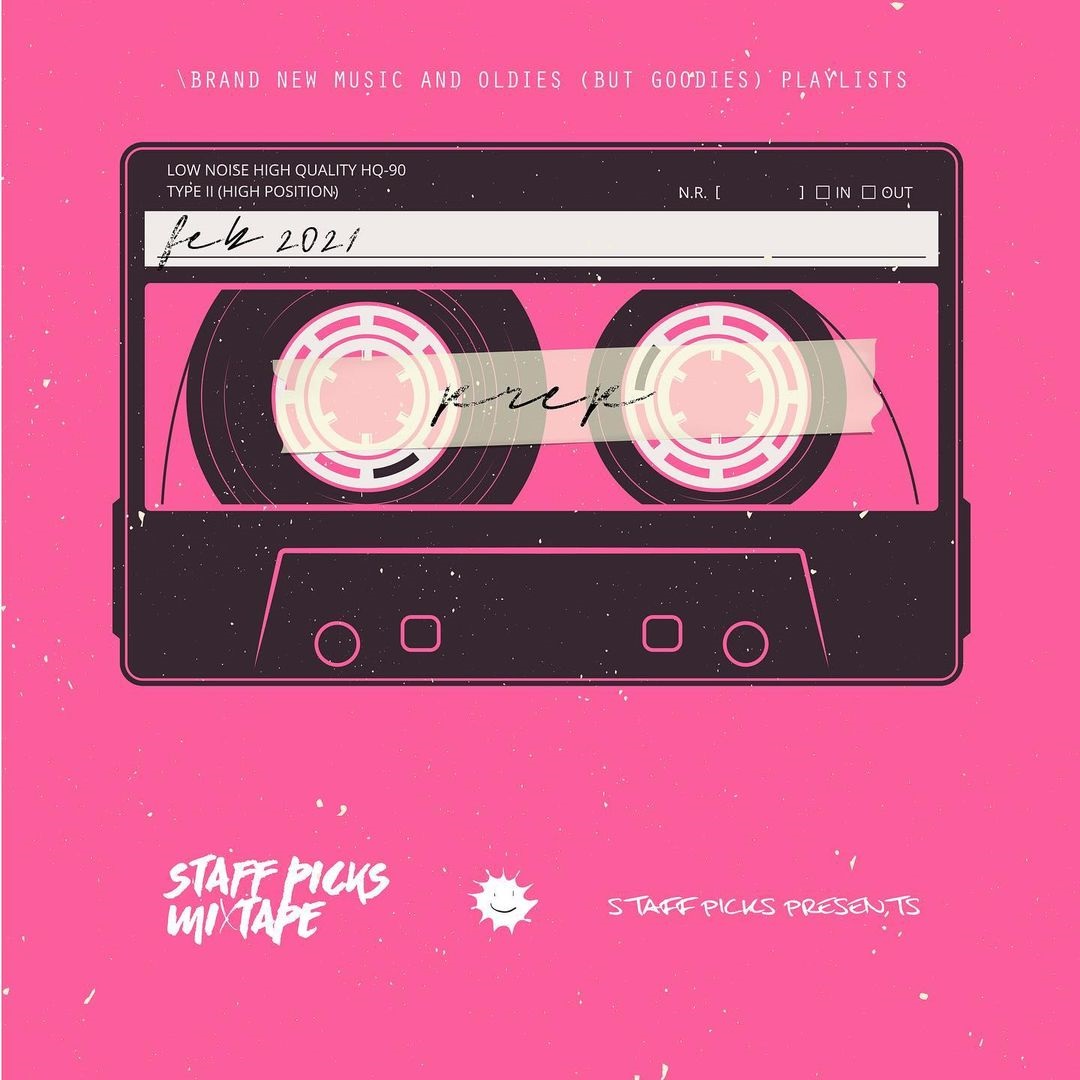 \BRAND NEW MUSIC AND OLDIES (BUT GOODIES) PLAYLISTS
LOW NOISE HIGH QUALITY HQ-90
TYPE II (HIGH POSITION)
N.R. [ ] ☐ IN ☐ OUT
feb 2021
prep
STAFF PICKS
MIXTAPE
STAFF PICKS PRESENTS